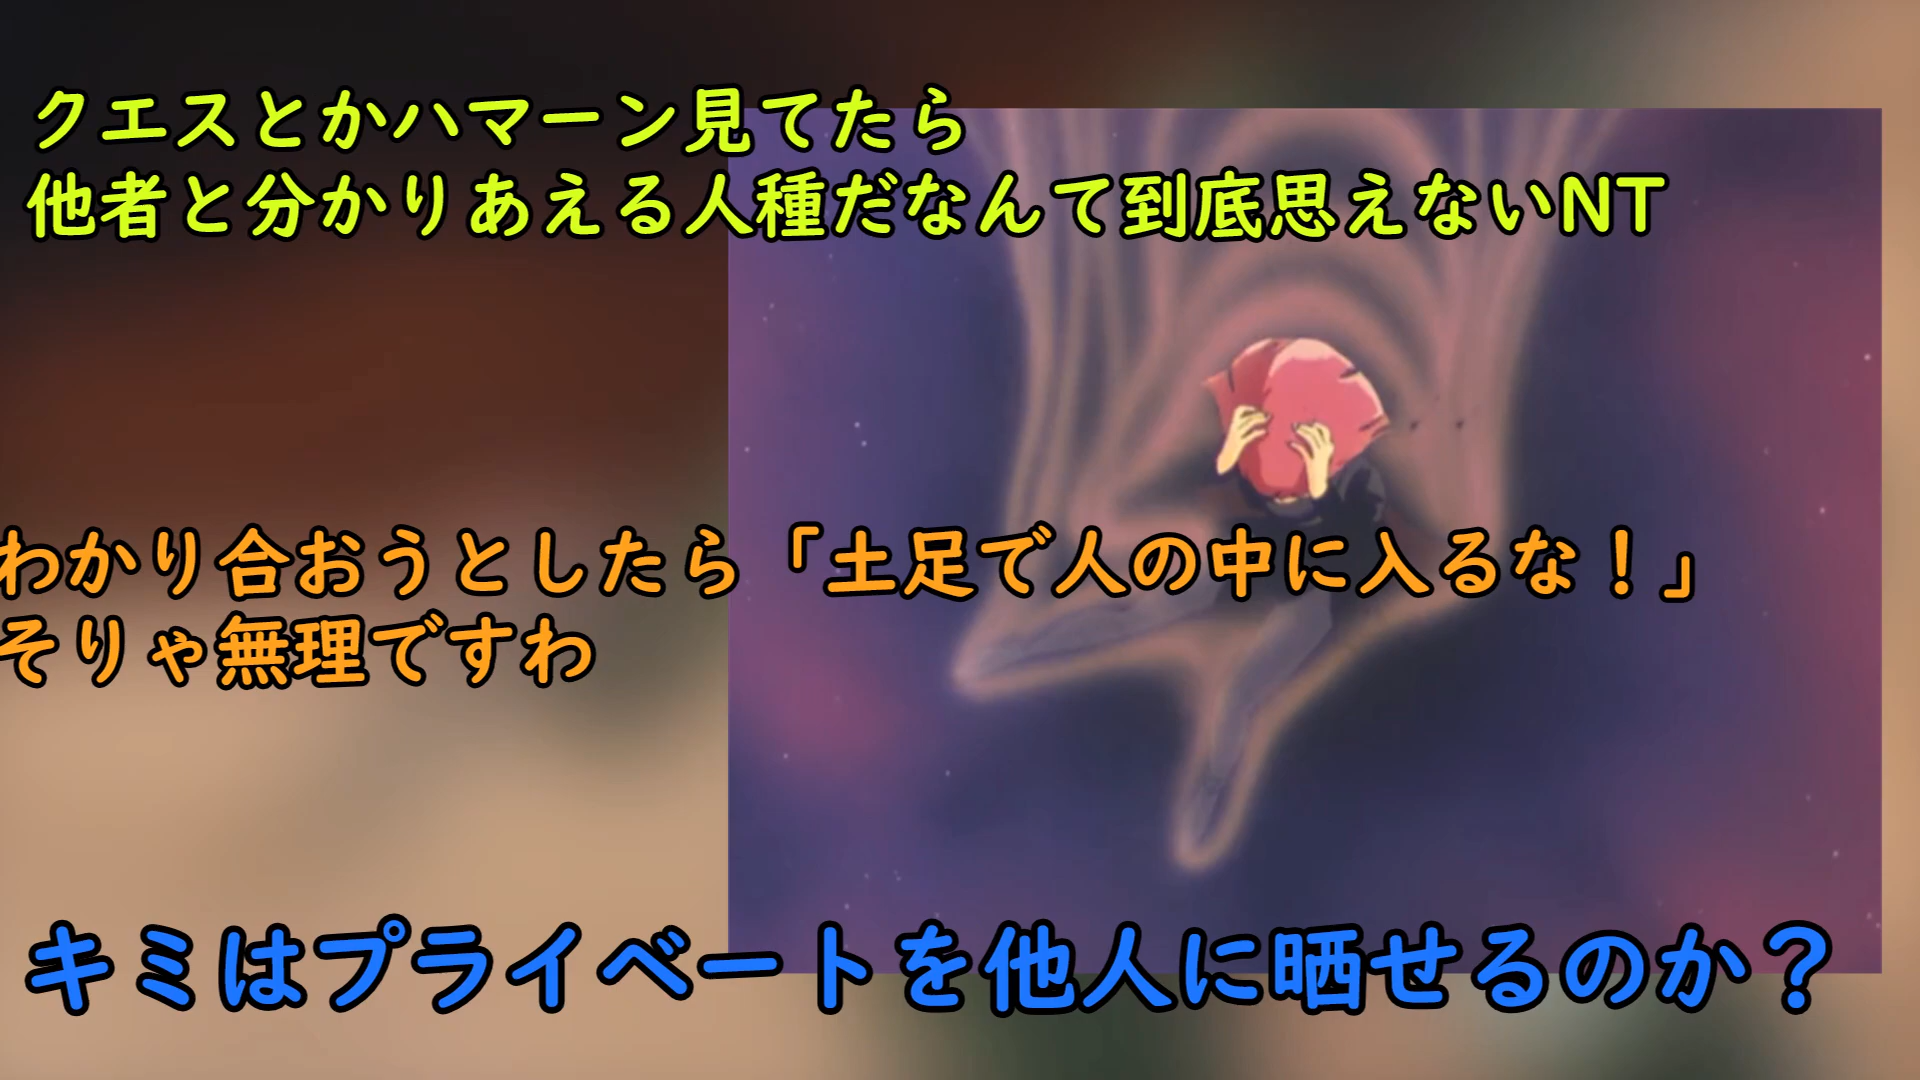 クエスとかハマーン見てたら
他者と分かりあえる人種だなんて到底思えないNT
わかり合おうとしたら「土足で人の中に入るな！」
そりゃ無理ですわ
キミはプライベートを他人に晒せるのか？